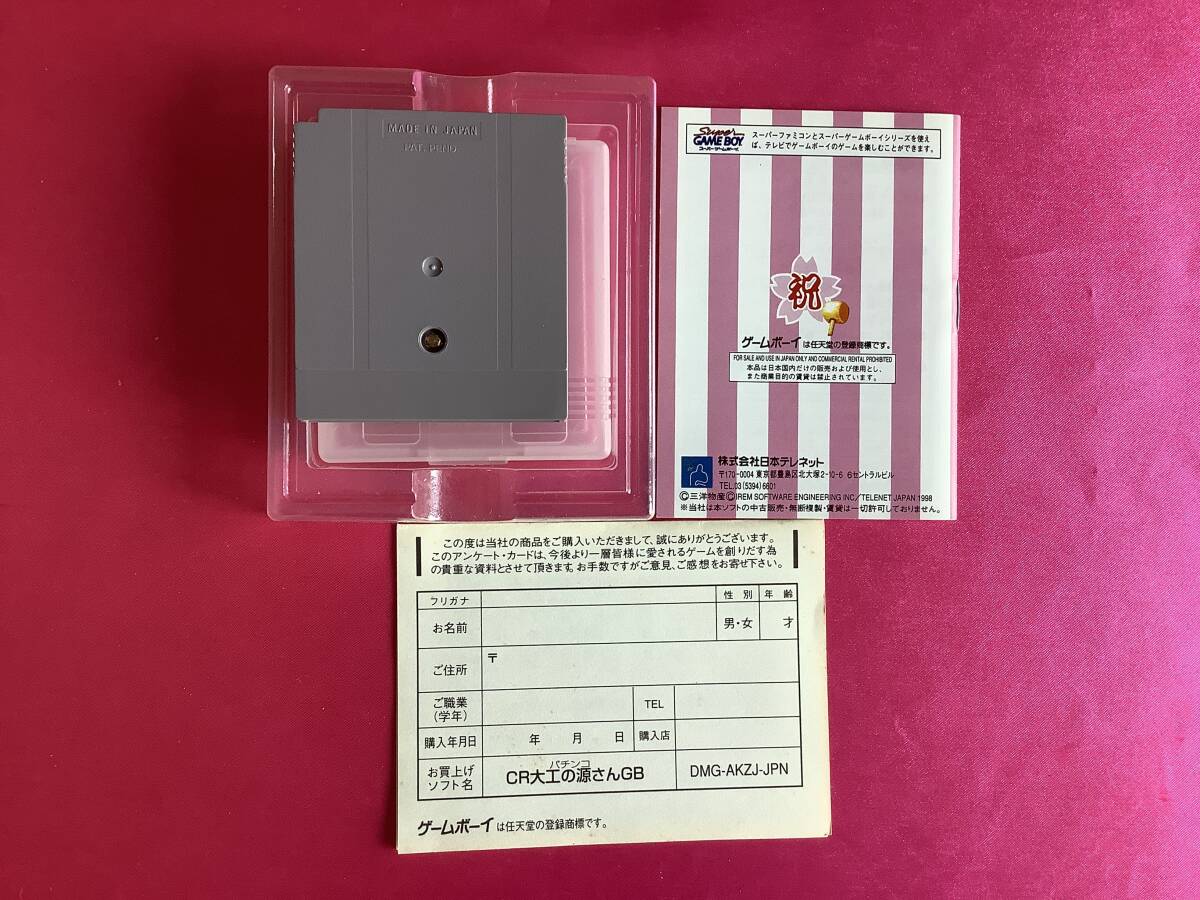 MADE IN JAPAN
PAT. PEND.
Super
GAME BOY
スーパーゲームボーイ
スーパーファミコンとスーパーゲームボーイシリーズを使え
ば、テレビでゲームボーイのゲームを楽しむことができます。
祝
ゲームボーイは任天堂の登録商標です。
FOR SALE AND USE IN JAPAN ONLY AND COMMERCIAL RENTAL PROHIBITED
本品は日本国内だけの販売および使用とし、
また商業目的の賃貸は禁止されています。
株式会社日本テレネット
〒170-0004 東京都豊島区北大塚2-10-6 6セントラルビル
TEL.03(5394)6601
Ⓒ三洋物産ⒸIREM SOFTWARE ENGINEERING INC/TELENET JAPAN 1998
※当社は本ソフトの中古販売・無断複製・賃貸は一切許可しておりません。
この度は当社の商品をご購入いただきまして、誠にありがとうございます。
このアンケート・カードは、今後より一層皆様に愛されるゲームを創りだす為
の貴重な資料とさせて頂きます。お手数ですがご意見、ご感想をお寄せ下さい。
フリガナ 性別 年齢
お名前 男・女 才
ご住所 〒
ご職業
(学年) TEL
購入年月日 年 月 日 購入店
お買上げ
ソフト名
パチンコ
CR大工の源さんGB DMG-AKZJ-JPN
ゲームボーイは任天堂の登録商標です。